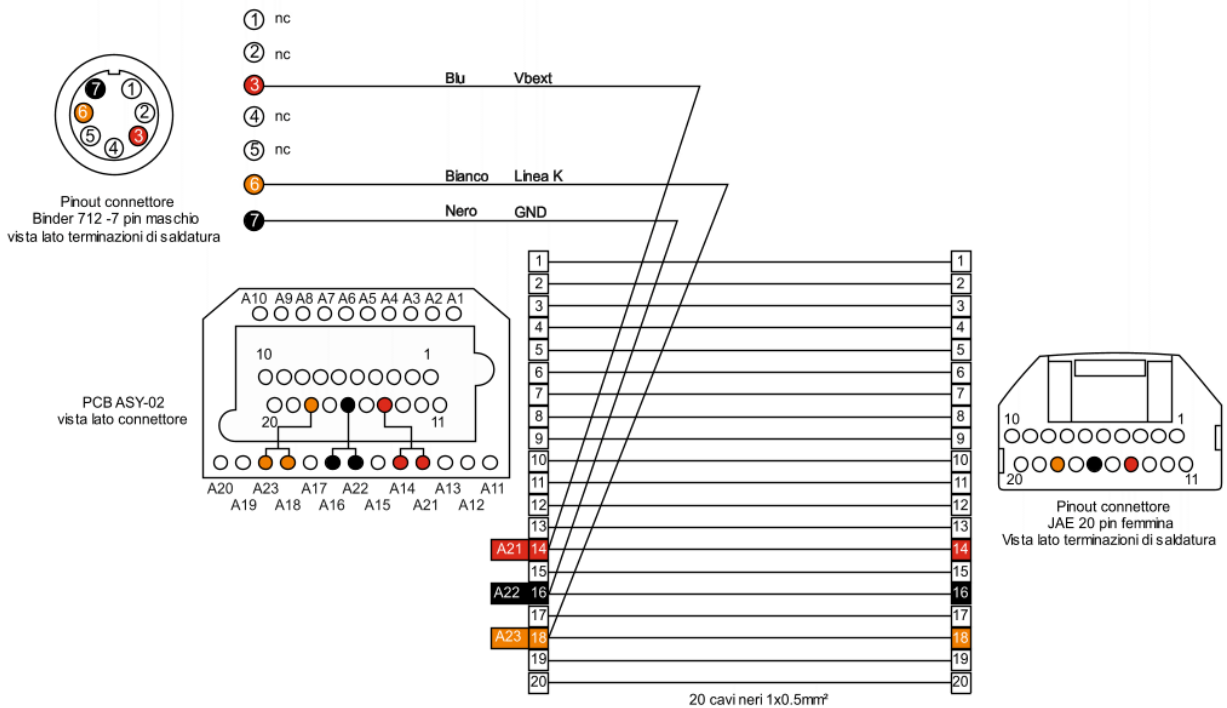 1 nc
2 nc
3 Blu Vbext
4 nc
5 nc
6 Bianco Linea K
7 Nero GND
7 1
6 2
5 3
4
Pinout connettore
Binder 712 -7 pin maschio
vista lato terminazioni di saldatura
A10 A9 A8 A7 A6 A5 A4 A3 A2 A1
10 1
20 11
A20 A23 A17 A22 A14 A13 A11
A19 A18 A16 A15 A21 A12
PCB ASY-02
vista lato connettore
1 1
2 2
3 3
4 4
5 5
6 6
7 7
8 8
9 9
10 10
11 11
12 12
13 13
A21 14 14
15 15
A22 16 16
17 17
A23 18 18
19 19
20 20
20 cavi neri 1x0.5mm²
10 1
20 11
Pinout connettore
JAE 20 pin femmina
Vista lato terminazioni di saldatura